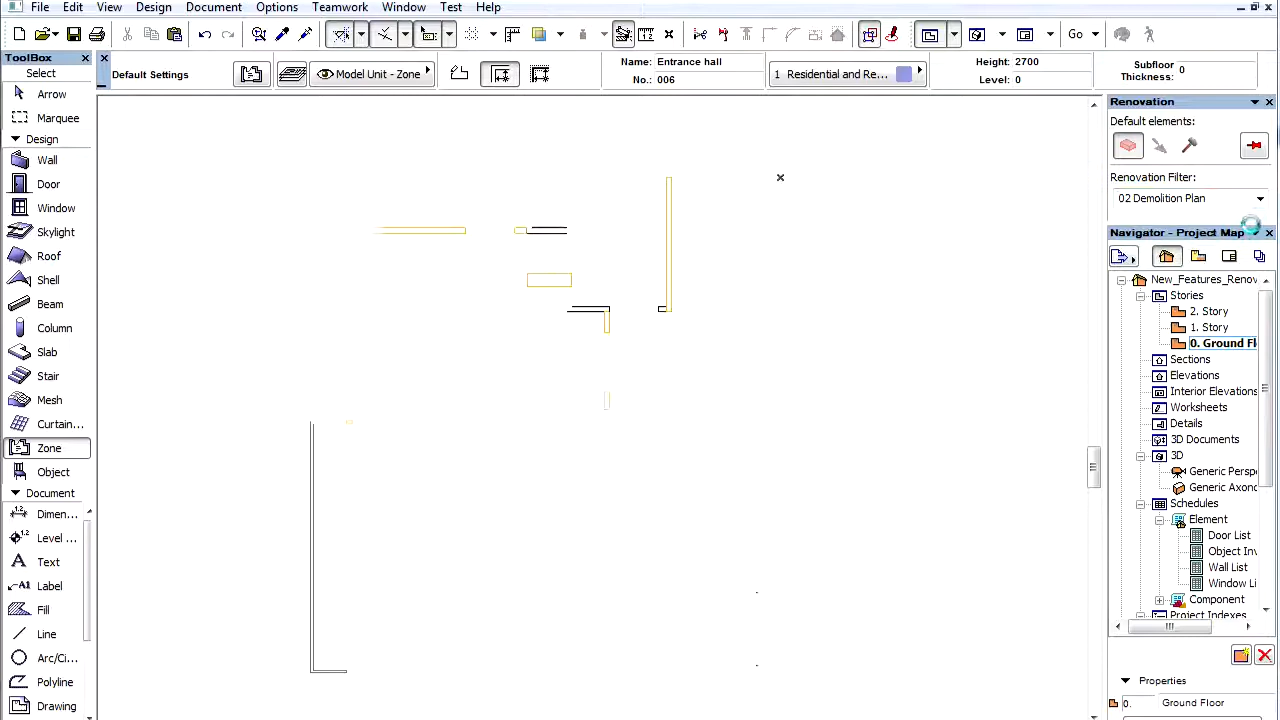 File Edit View Design Document Options Teamwork Window Test Help
Go
ToolBox
Select
Arrow
Marquee
Design
Wall
Door
Window
Skylight
Roof
Shell
Beam
Column
Slab
Stair
Mesh
Curtain...
Zone
Object
Document
Dimen...
Level ...
Text
A1 Label
Fill
Line
Arc/Ci...
Polyline
Drawing
Default Settings
Model Unit - Zone
Name: Entrance hall
No.: 006
1 Residential and Re...
Height: 2700
Level: 0
Subfloor
Thickness: 0
Renovation
Default elements:
Renovation Filter:
02 Demolition Plan
Navigator - Project Map
New_Features_Renov
Stories
2. Story
1. Story
0. Ground Fl
Sections
Elevations
Interior Elevations
Worksheets
Details
3D Documents
3D
Generic Perspe
Generic Axono
Schedules
Element
Door List
Object Inv
Wall List
Window Li
Component
Project Indexes
Properties
0. Ground Floor